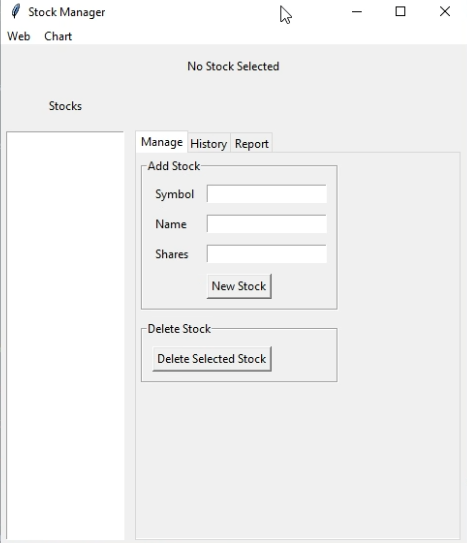 Stock Manager
Web Chart
No Stock Selected
Stocks
Manage History Report
Add Stock
Symbol
Name
Shares
New Stock
Delete Stock
Delete Selected Stock